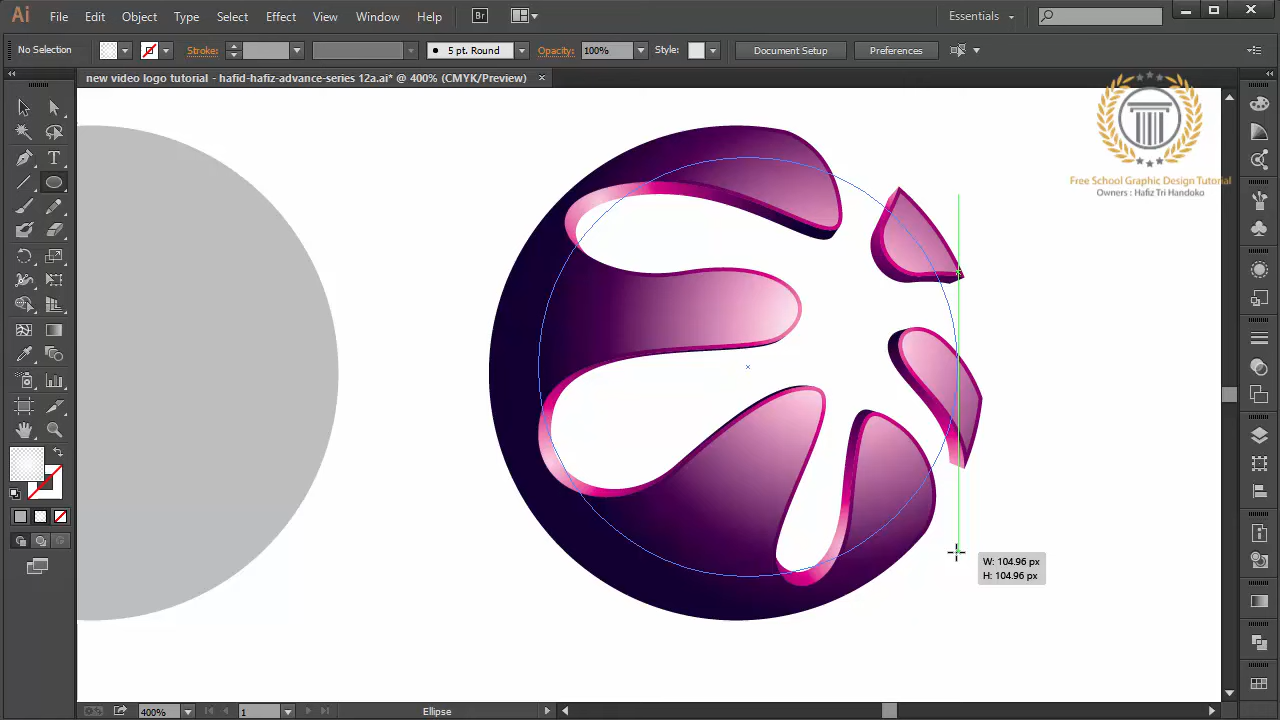 Ai File Edit Object Type Select Effect View Window Help Br Essentials
No Selection Stroke: 5 pt. Round Opacity: 100% Style: Document Setup Preferences
new video logo tutorial - hafid-hafiz-advance-series 12a.ai* @ 400% (CMYK/Preview)
Free School Graphic Design Tutorial
Owners : Hafiz Tri Handoko
T
W: 104.96 px
H: 104.96 px
400% 1 Ellipse